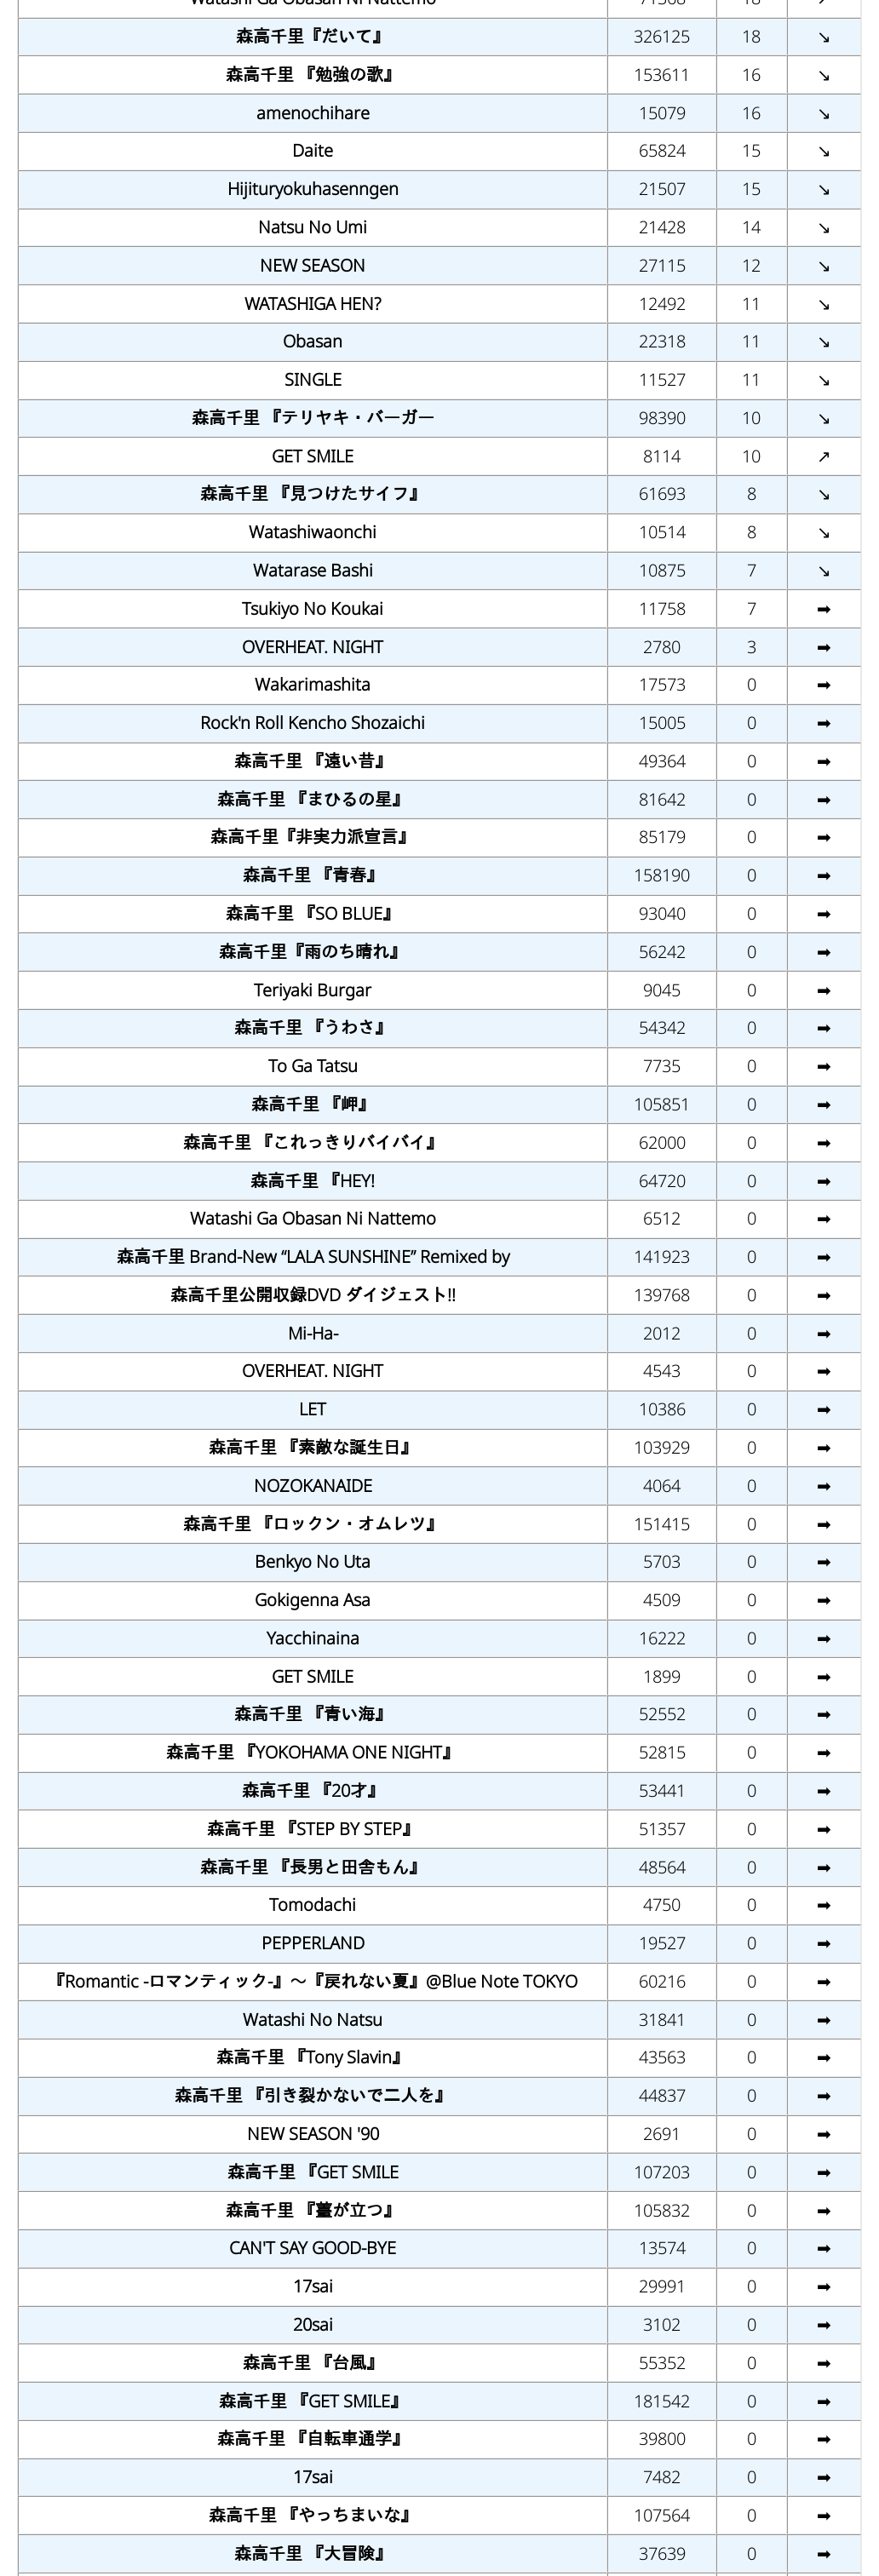 Watashi Ga Obasan Ni Nattemo 71568 18 ↗
森高千里『だいて』 326125 18 ↘
森高千里 『勉強の歌』 153611 16 ↘
amenochihare 15079 16 ↘
Daite 65824 15 ↘
Hijituryokuhasenngen 21507 15 ↘
Natsu No Umi 21428 14 ↘
NEW SEASON 27115 12 ↘
WATASHIGA HEN? 12492 11 ↘
Obasan 22318 11 ↘
SINGLE 11527 11 ↘
森高千里 『テリヤキ・バーガー 98390 10 ↘
GET SMILE 8114 10 ↗
森高千里 『見つけたサイフ』 61693 8 ↘
Watashiwaonchi 10514 8 ↘
Watarase Bashi 10875 7 ↘
Tsukiyo No Koukai 11758 7 ➡
OVERHEAT. NIGHT 2780 3 ➡
Wakarimashita 17573 0 ➡
Rock'n Roll Kencho Shozaichi 15005 0 ➡
森高千里 『遠い昔』 49364 0 ➡
森高千里 『まひるの星』 81642 0 ➡
森高千里『非実力派宣言』 85179 0 ➡
森高千里 『青春』 158190 0 ➡
森高千里 『SO BLUE』 93040 0 ➡
森高千里『雨のち晴れ』 56242 0 ➡
Teriyaki Burgar 9045 0 ➡
森高千里 『うわさ』 54342 0 ➡
To Ga Tatsu 7735 0 ➡
森高千里 『岬』 105851 0 ➡
森高千里 『これっきりバイバイ』 62000 0 ➡
森高千里 『HEY! 64720 0 ➡
Watashi Ga Obasan Ni Nattemo 6512 0 ➡
森高千里 Brand-New “LALA SUNSHINE” Remixed by 141923 0 ➡
森高千里公開収録DVD ダイジェスト!! 139768 0 ➡
Mi-Ha- 2012 0 ➡
OVERHEAT. NIGHT 4543 0 ➡
LET 10386 0 ➡
森高千里 『素敵な誕生日』 103929 0 ➡
NOZOKANAIDE 4064 0 ➡
森高千里 『ロックン・オムレツ』 151415 0 ➡
Benkyo No Uta 5703 0 ➡
Gokigenna Asa 4509 0 ➡
Yacchinaina 16222 0 ➡
GET SMILE 1899 0 ➡
森高千里 『青い海』 52552 0 ➡
森高千里 『YOKOHAMA ONE NIGHT』 52815 0 ➡
森高千里 『20才』 53441 0 ➡
森高千里 『STEP BY STEP』 51357 0 ➡
森高千里 『長男と田舎もん』 48564 0 ➡
Tomodachi 4750 0 ➡
PEPPERLAND 19527 0 ➡
『Romantic -ロマンティック-』～『戻れない夏』@Blue Note TOKYO 60216 0 ➡
Watashi No Natsu 31841 0 ➡
森高千里 『Tony Slavin』 43563 0 ➡
森高千里 『引き裂かないで二人を』 44837 0 ➡
NEW SEASON '90 2691 0 ➡
森高千里 『GET SMILE 107203 0 ➡
森高千里 『薹が立つ』 105832 0 ➡
CAN'T SAY GOOD-BYE 13574 0 ➡
17sai 29991 0 ➡
20sai 3102 0 ➡
森高千里 『台風』 55352 0 ➡
森高千里 『GET SMILE』 181542 0 ➡
森高千里 『自転車通学』 39800 0 ➡
17sai 7482 0 ➡
森高千里 『やっちまいな』 107564 0 ➡
森高千里 『大冒険』 37639 0 ➡